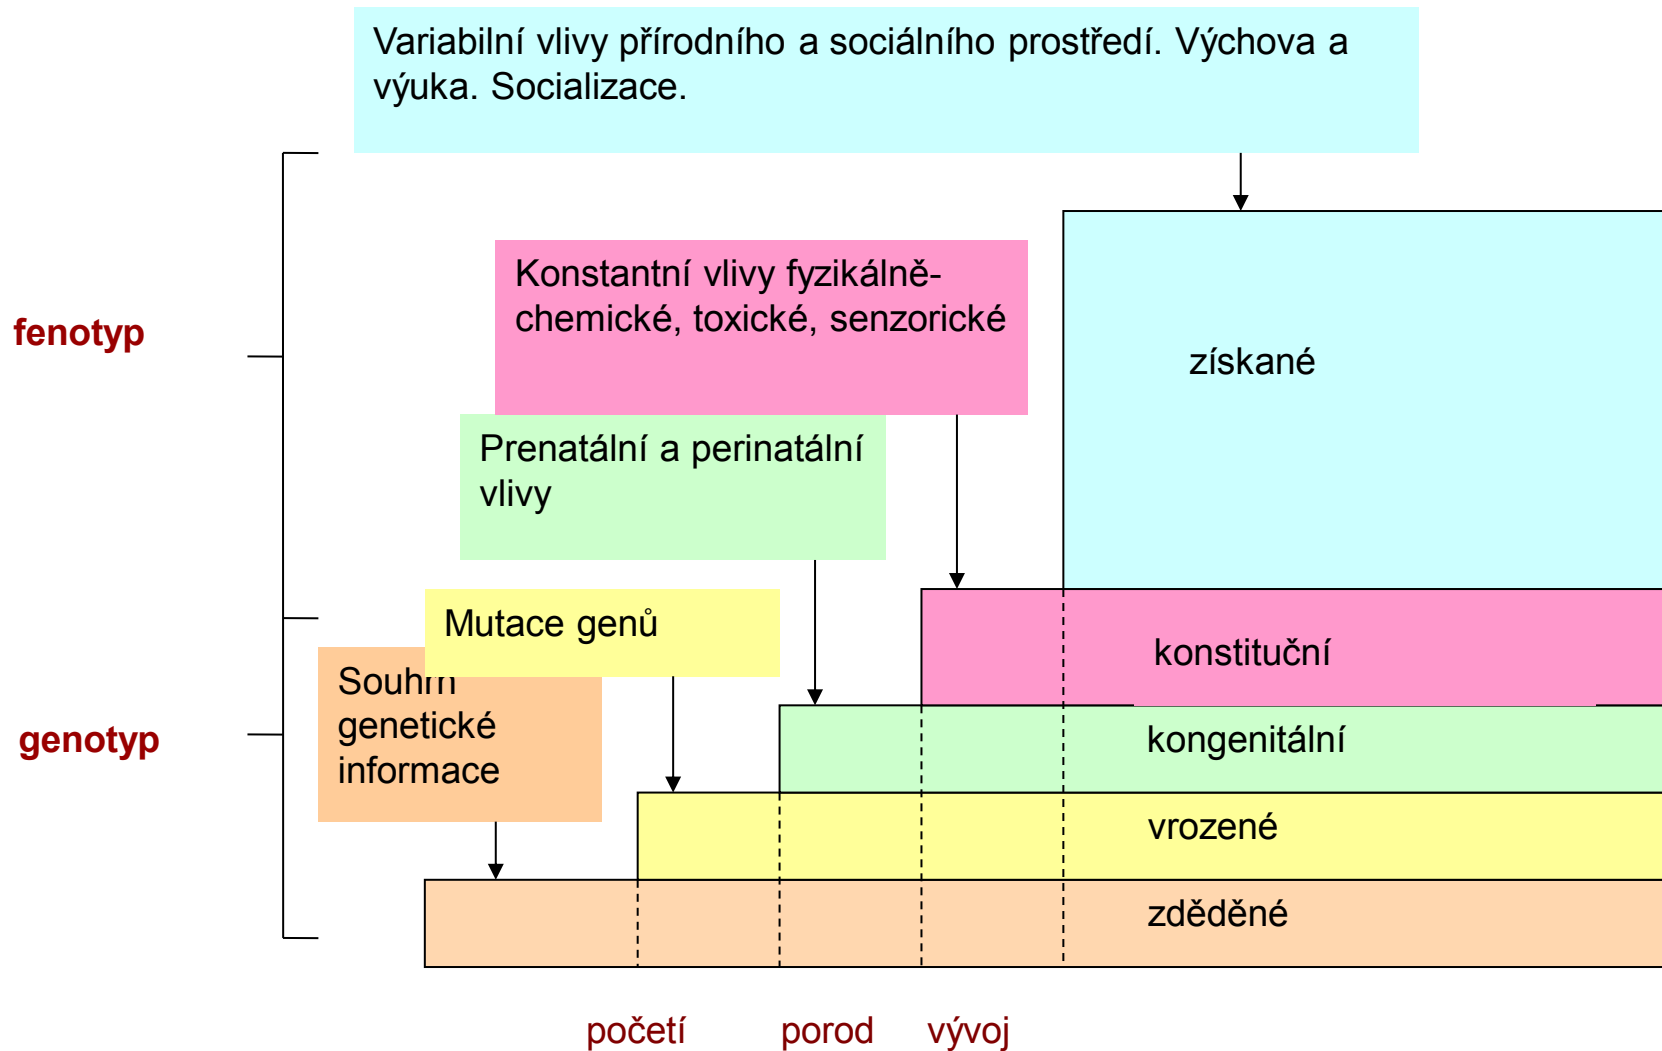 Variabilní vlivy přírodního a sociálního prostředí. Výchova a
výuka. Socializace.
Konstantní vlivy fyzikálně-
chemické, toxické, senzorické
fenotyp
získané
Prenatální a perinatální
vlivy
Mutace genů
konstituční
Souhrn
genetické
informace
genotyp
kongenitální
vrozené
zděděné
početí
porod
vývoj